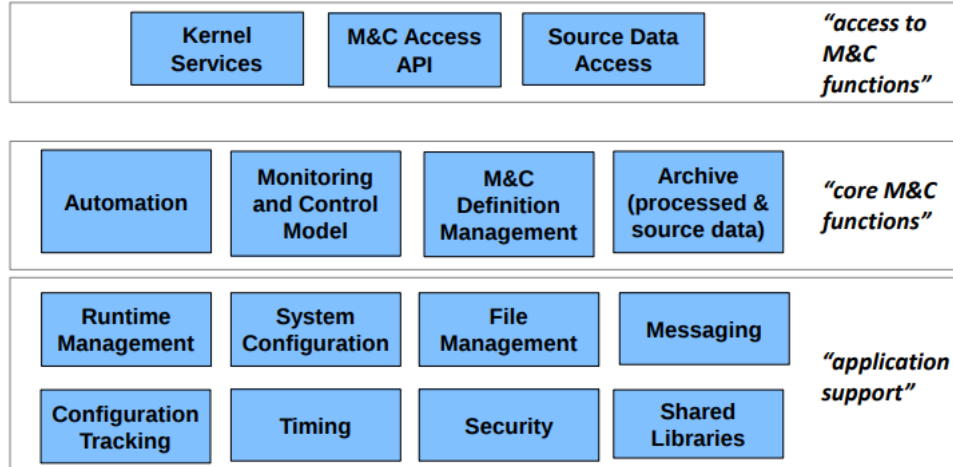 Kernel
Services
M&C Access
API
Source Data
Access
“access to
M&C
functions”
Automation
Monitoring
and Control
Model
M&C
Definition
Management
Archive
(processed &
source data)
“core M&C
functions”
Runtime
Management
System
Configuration
File
Management
Messaging
Configuration
Tracking
Timing
Security
Shared
Libraries
“application
support”